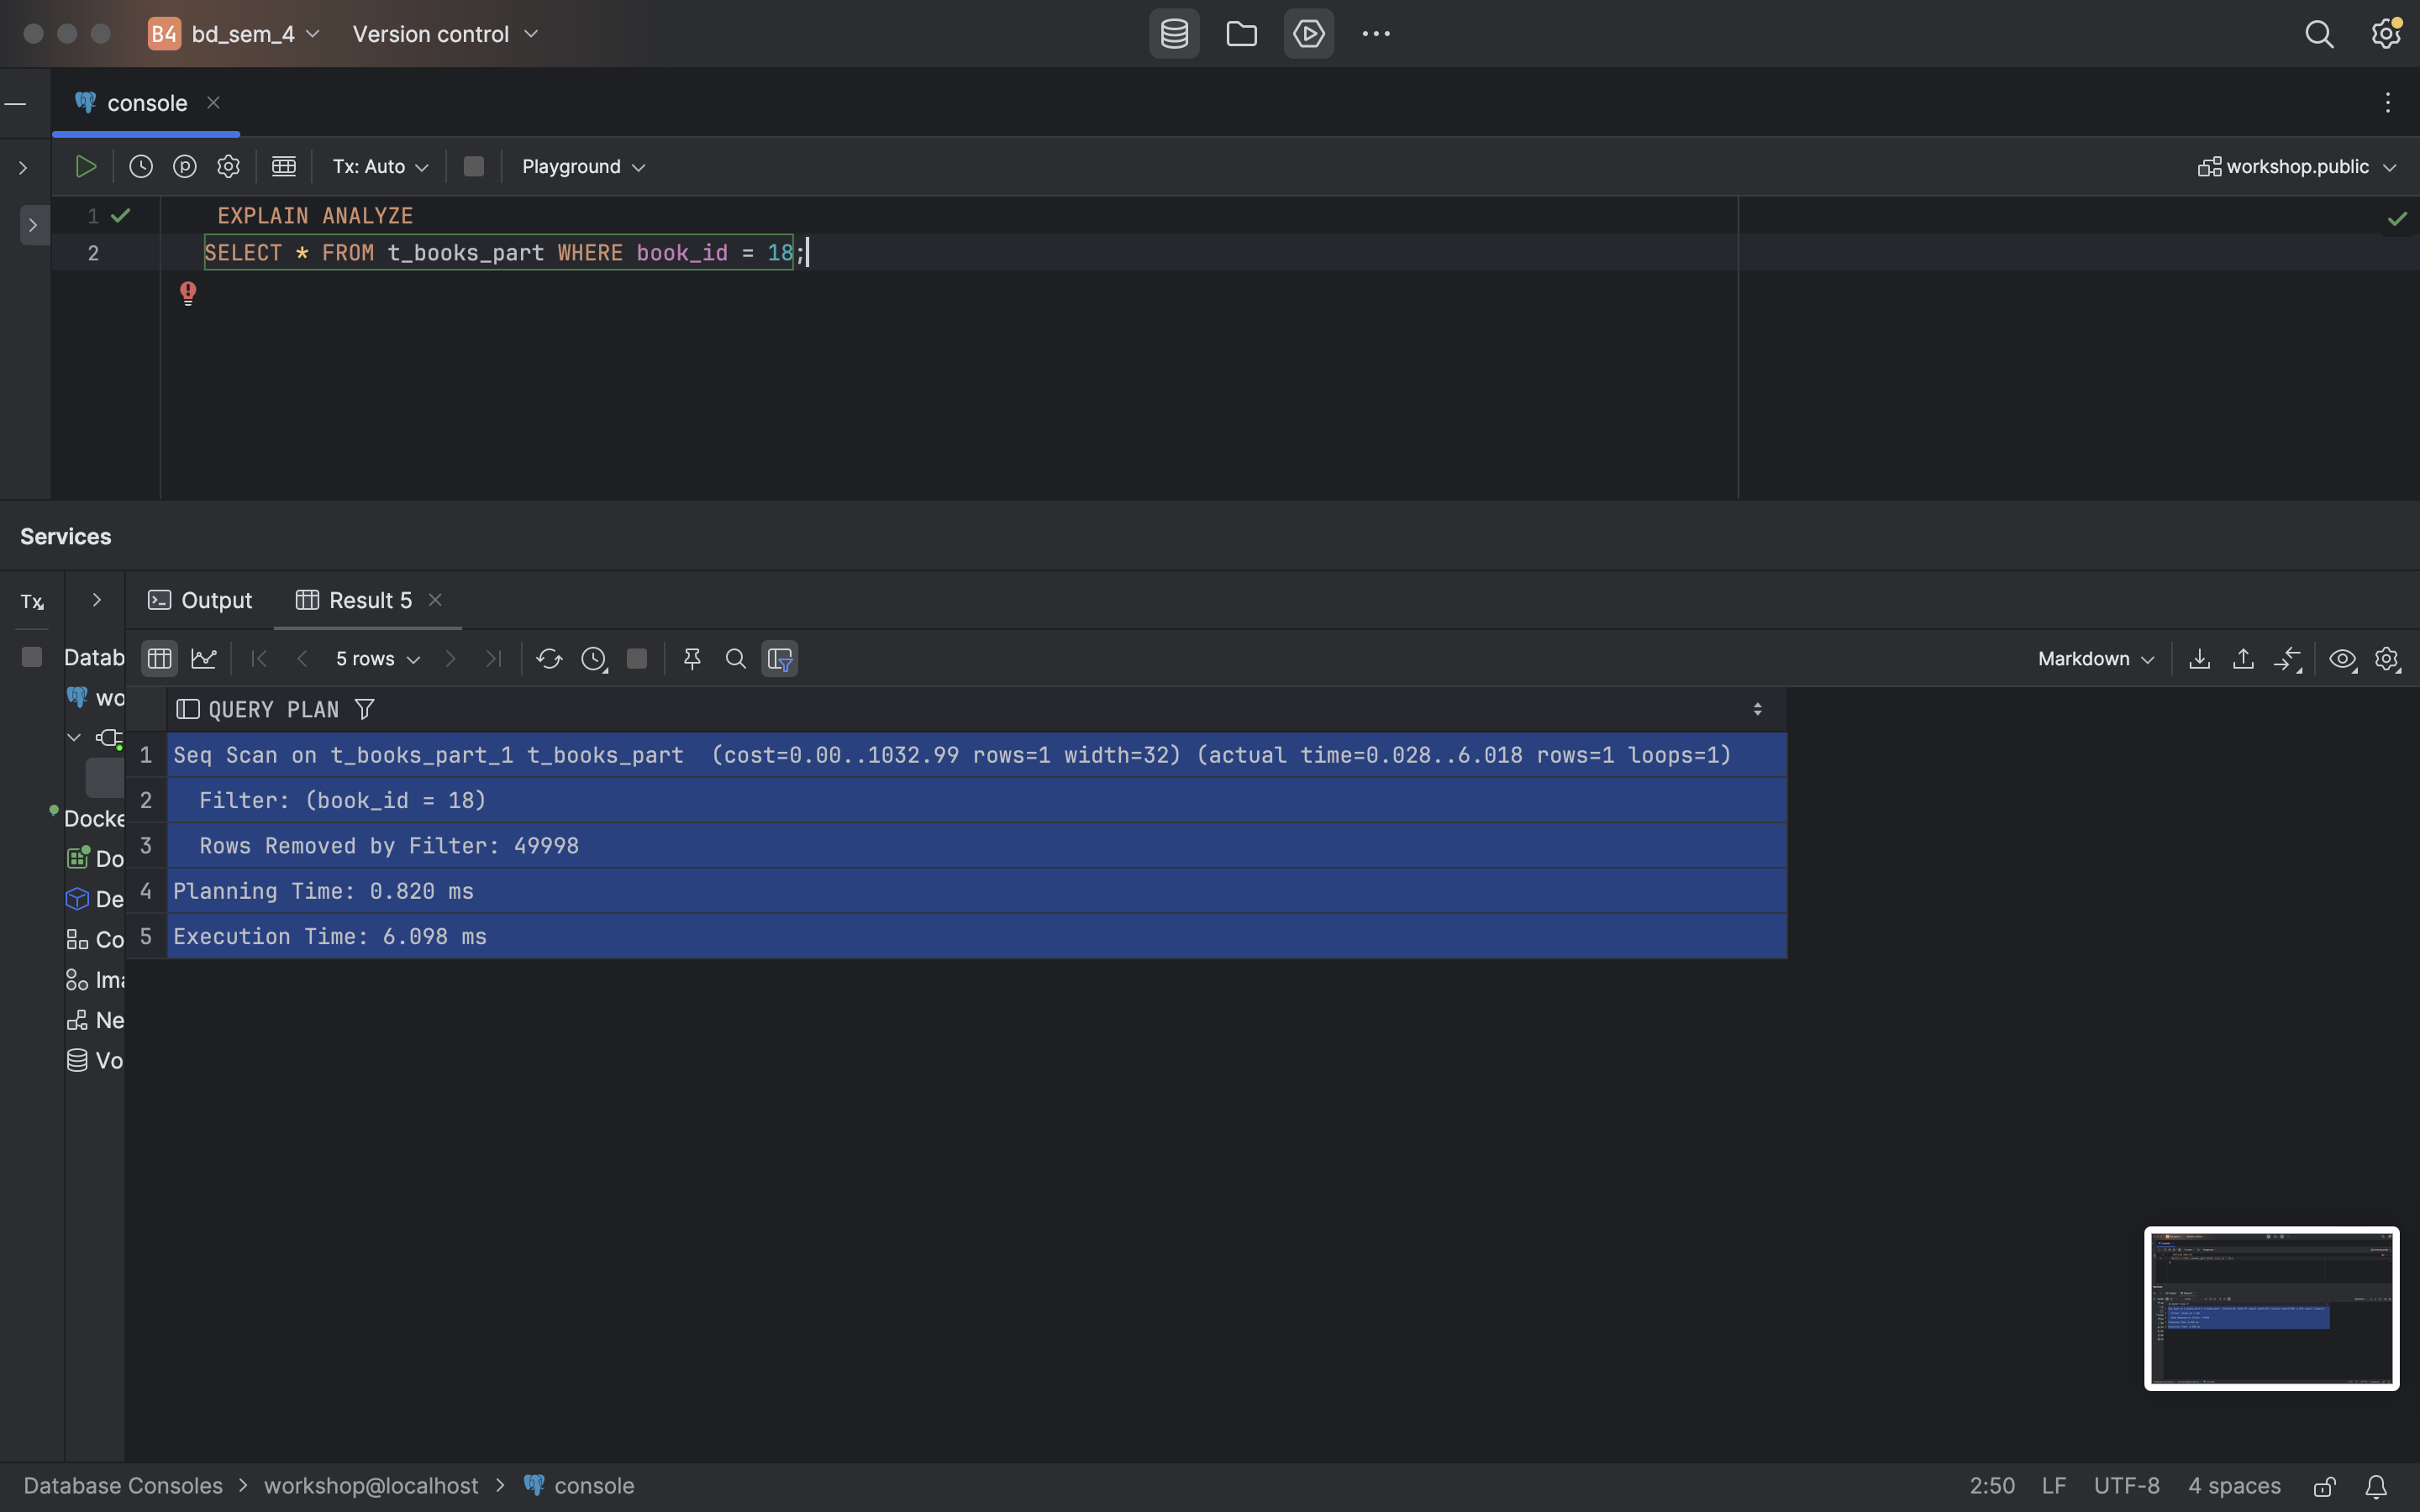 B4 bd_sem_4 Version control
console
Tx: Auto Playground workshop.public
1 EXPLAIN ANALYZE
2 SELECT * FROM t_books_part WHERE book_id = 18;
Services
Tx Output Result 5
Datab 5 rows Markdown
wo
QUERY PLAN
1 Seq Scan on t_books_part_1 t_books_part (cost=0.00..1032.99 rows=1 width=32) (actual time=0.028..6.018 rows=1 loops=1)
2 Filter: (book_id = 18)
3 Rows Removed by Filter: 49998
4 Planning Time: 0.820 ms
5 Execution Time: 6.098 ms
Docke
Do
De
Co
Ima
Ne
Vo
Database Consoles > workshop@localhost > console 2:50 LF UTF-8 4 spaces